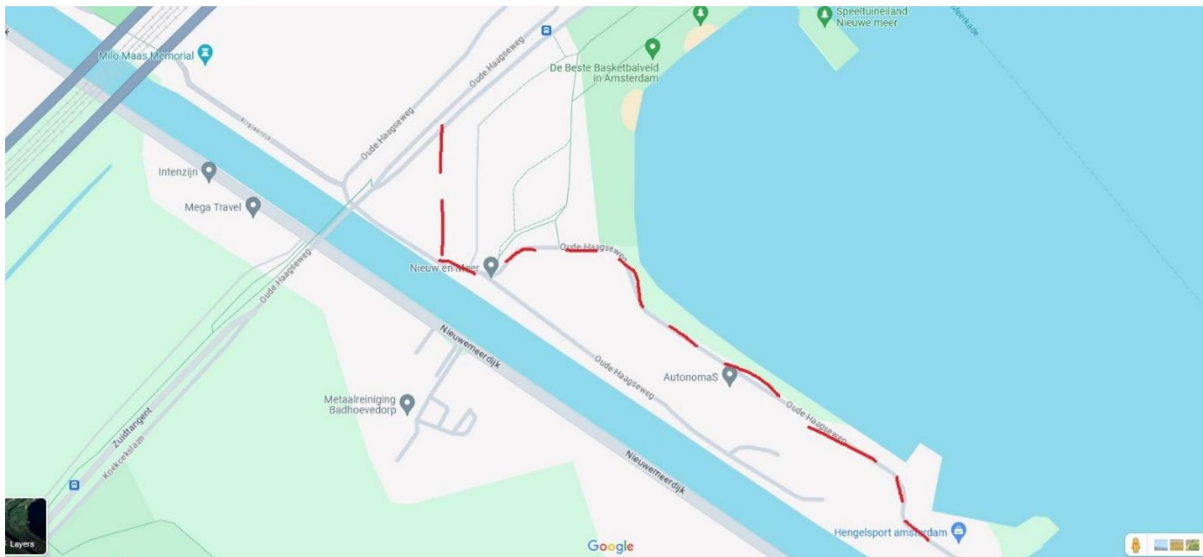 Speeltuineiland
Nieuwe meer
Meerkade
Milo Maas Memorial
Oude Haagseweg
De Beste Basketbalveld
in Amsterdam
Oude Haagseweg
Intenzijn
Mega Travel
Oude Haagseweg
Nieuw en Meer
Oude Haagseweg
Nieuwemeerdijk
Oude Haagseweg
AutonomaS
Metaalreiniging
Badhoevedorp
Oude Haagseweg
Zuidtangent
Koekoekslaan
Nieuwemeerdijk
Layers
Hengelsport amsterdam
Google